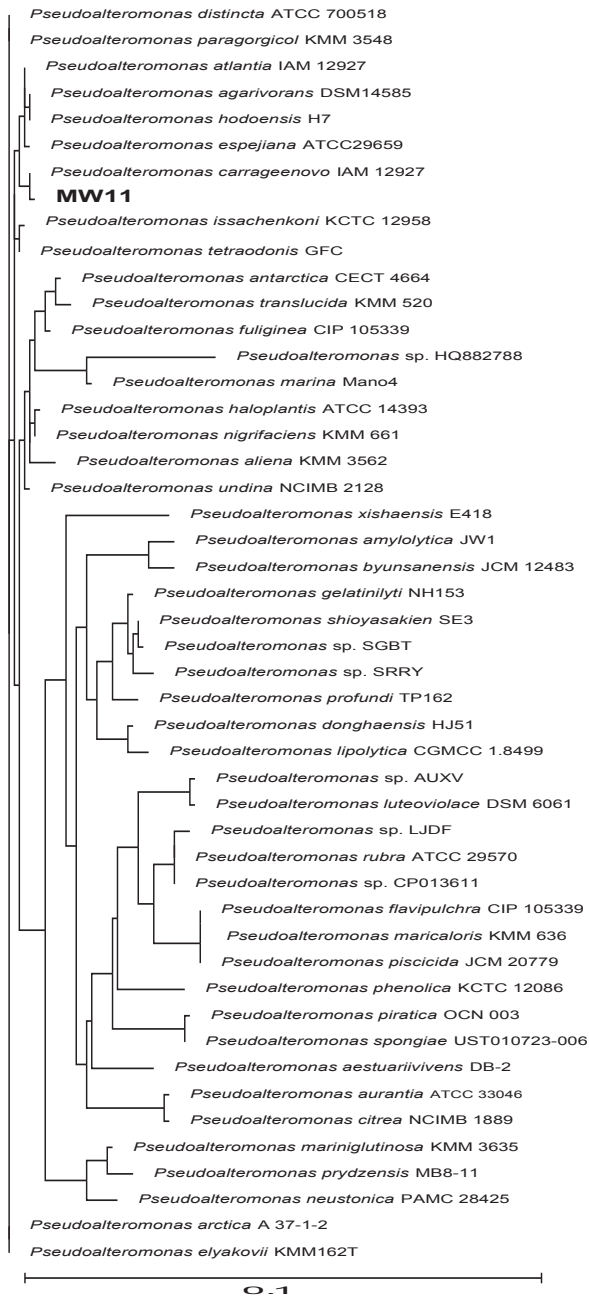 Pseudoalteromonas distincta ATCC 700518
Pseudoalteromonas paragorgicol KMM 3548
Pseudoalteromonas atlantia IAM 12927
Pseudoalteromonas agarivorans DSM14585
Pseudoalteromonas hodoensis H7
Pseudoalteromonas espejiana ATCC29659
Pseudoalteromonas carrageenovo IAM 12927
MW11
Pseudoalteromonas issachenkoni KCTC 12958
Pseudoalteromonas tetraodonis GFC
Pseudoalteromonas antarctica CECT 4664
Pseudoalteromonas translucida KMM 520
Pseudoalteromonas fuliginea CIP 105339
Pseudoalteromonas sp. HQ882788
Pseudoalteromonas marina Mano4
Pseudoalteromonas haloplantis ATCC 14393
Pseudoalteromonas nigrifaciens KMM 661
Pseudoalteromonas aliena KMM 3562
Pseudoalteromonas undina NCIMB 2128
Pseudoalteromonas xishaensis E418
Pseudoalteromonas amylolytica JW1
Pseudoalteromonas byunsanensis JCM 12483
Pseudoalteromonas gelatinilyti NH153
Pseudoalteromonas shioyasakien SE3
Pseudoalteromonas sp. SGBT
Pseudoalteromonas sp. SRRY
Pseudoalteromonas profundi TP162
Pseudoalteromonas donghaensis HJ51
Pseudoalteromonas lipolytica CGMCC 1.8499
Pseudoalteromonas sp. AUXV
Pseudoalteromonas luteoviolace DSM 6061
Pseudoalteromonas sp. LJDF
Pseudoalteromonas rubra ATCC 29570
Pseudoalteromonas sp. CP013611
Pseudoalteromonas flavipulchra CIP 105339
Pseudoalteromonas maricaloris KMM 636
Pseudoalteromonas piscicida JCM 20779
Pseudoalteromonas phenolica KCTC 12086
Pseudoalteromonas piratica OCN 003
Pseudoalteromonas spongiae UST010723-006
Pseudoalteromonas aestuariivivens DB-2
Pseudoalteromonas aurantia ATCC 33046
Pseudoalteromonas citrea NCIMB 1889
Pseudoalteromonas mariniglutinosa KMM 3635
Pseudoalteromonas prydzensis MB8-11
Pseudoalteromonas neustonica PAMC 28425
Pseudoalteromonas arctica A 37-1-2
Pseudoalteromonas elyakovii KMM162T
0.1